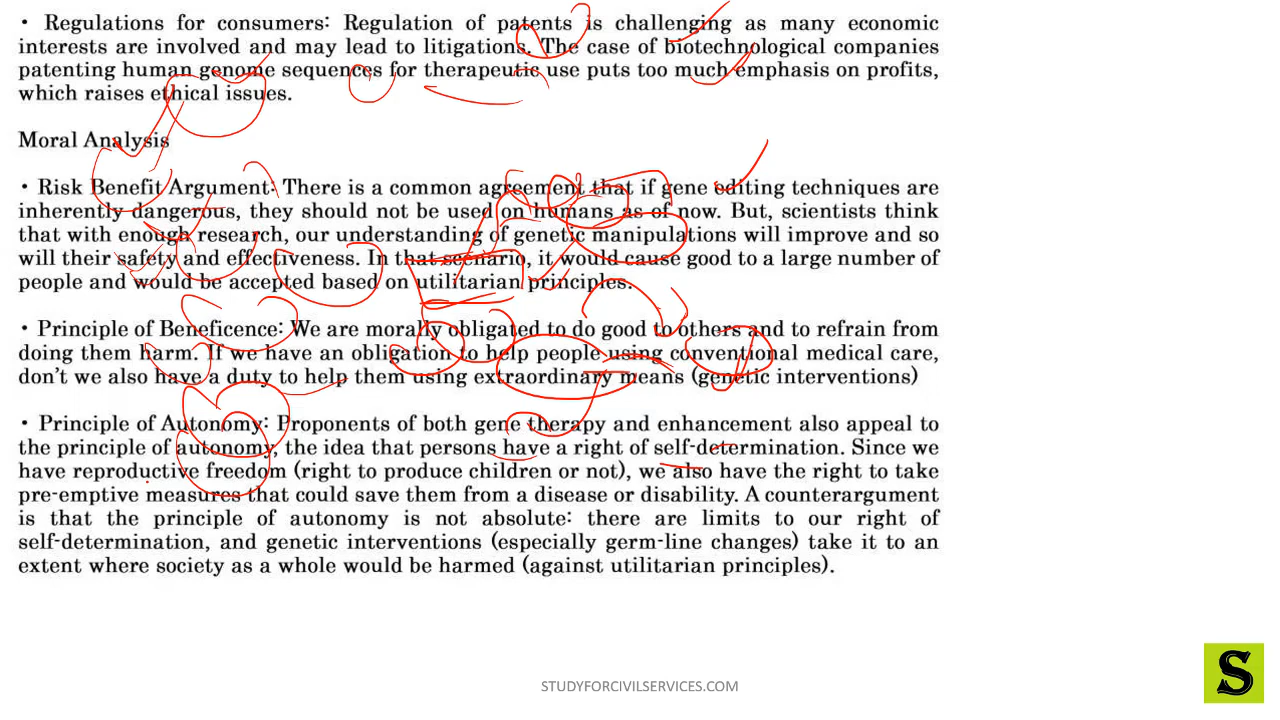 • Regulations for consumers: Regulation of patents is challenging as many economic
interests are involved and may lead to litigations. The case of biotechnological companies
patenting human genome sequences for therapeutic use puts too much emphasis on profits,
which raises ethical issues.
Moral Analysis
• Risk Benefit Argument: There is a common agreement that if gene editing techniques are
inherently dangerous, they should not be used on humans as of now. But, scientists think
that with enough research, our understanding of genetic manipulations will improve and so
will their safety and effectiveness. In that scenario, it would cause good to a large number of
people and would be accepted based on utilitarian principles.
• Principle of Beneficence: We are morally obligated to do good to others and to refrain from
doing them harm. If we have an obligation to help people using conventional medical care,
don't we also have a duty to help them using extraordinary means (genetic interventions)
• Principle of Autonomy: Proponents of both gene therapy and enhancement also appeal to
the principle of autonomy, the idea that persons have a right of self-determination. Since we
have reproductive freedom (right to produce children or not), we also have the right to take
pre-emptive measures that could save them from a disease or disability. A counterargument
is that the principle of autonomy is not absolute: there are limits to our right of
self-determination, and genetic interventions (especially germ-line changes) take it to an
extent where society as a whole would be harmed (against utilitarian principles).
STUDYFORCIVILSERVICES.COM
S